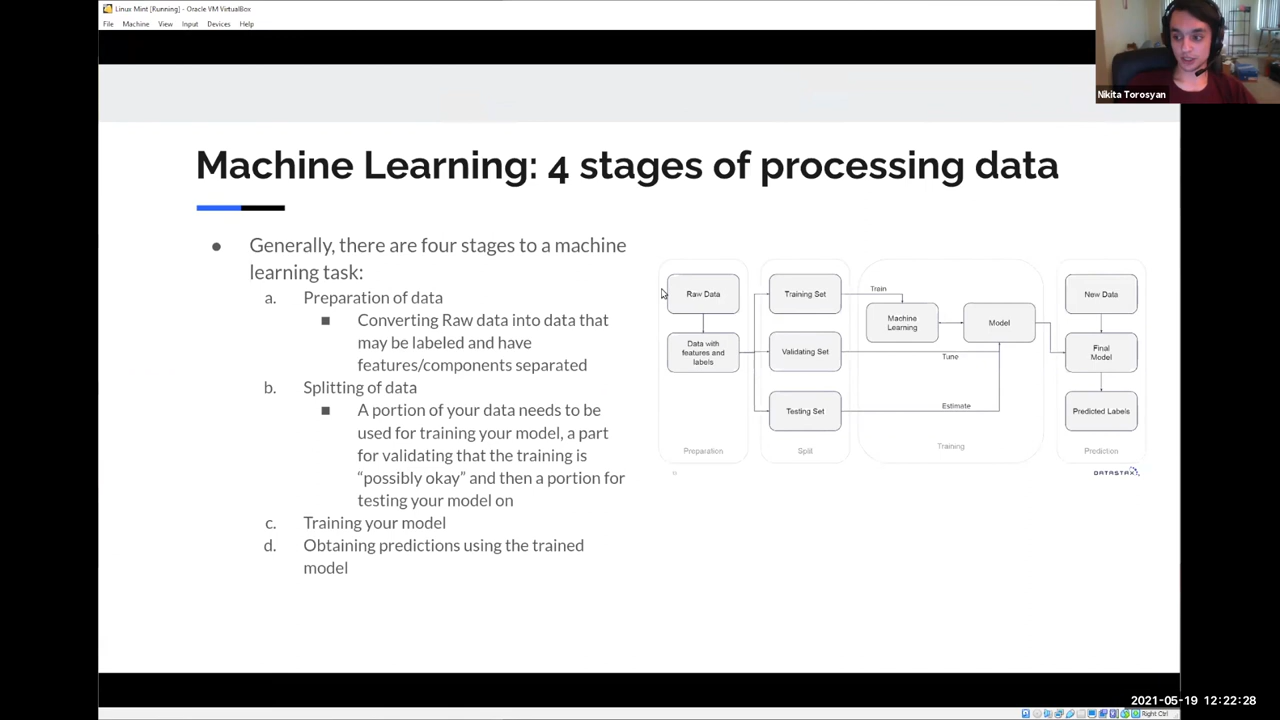 Linux Mint [Running] - Oracle VM VirtualBox
File Machine View Input Devices Help
Nikita Torosyan
Machine Learning: 4 stages of processing data
● Generally, there are four stages to a machine
learning task:
a. Preparation of data
■ Converting Raw data into data that
may be labeled and have
features/components separated
b. Splitting of data
■ A portion of your data needs to be
used for training your model, a part
for validating that the training is
“possibly okay” and then a portion for
testing your model on
c. Training your model
d. Obtaining predictions using the trained
model
Raw Data
Data with
features and
labels
Preparation
Training Set
Validating Set
Testing Set
Split
Train
Machine
Learning
Model
Tune
Estimate
Training
New Data
Final
Model
Predicted Labels
Prediction
DATASTAX
2021-05-19 12:22:28
Right Ctrl